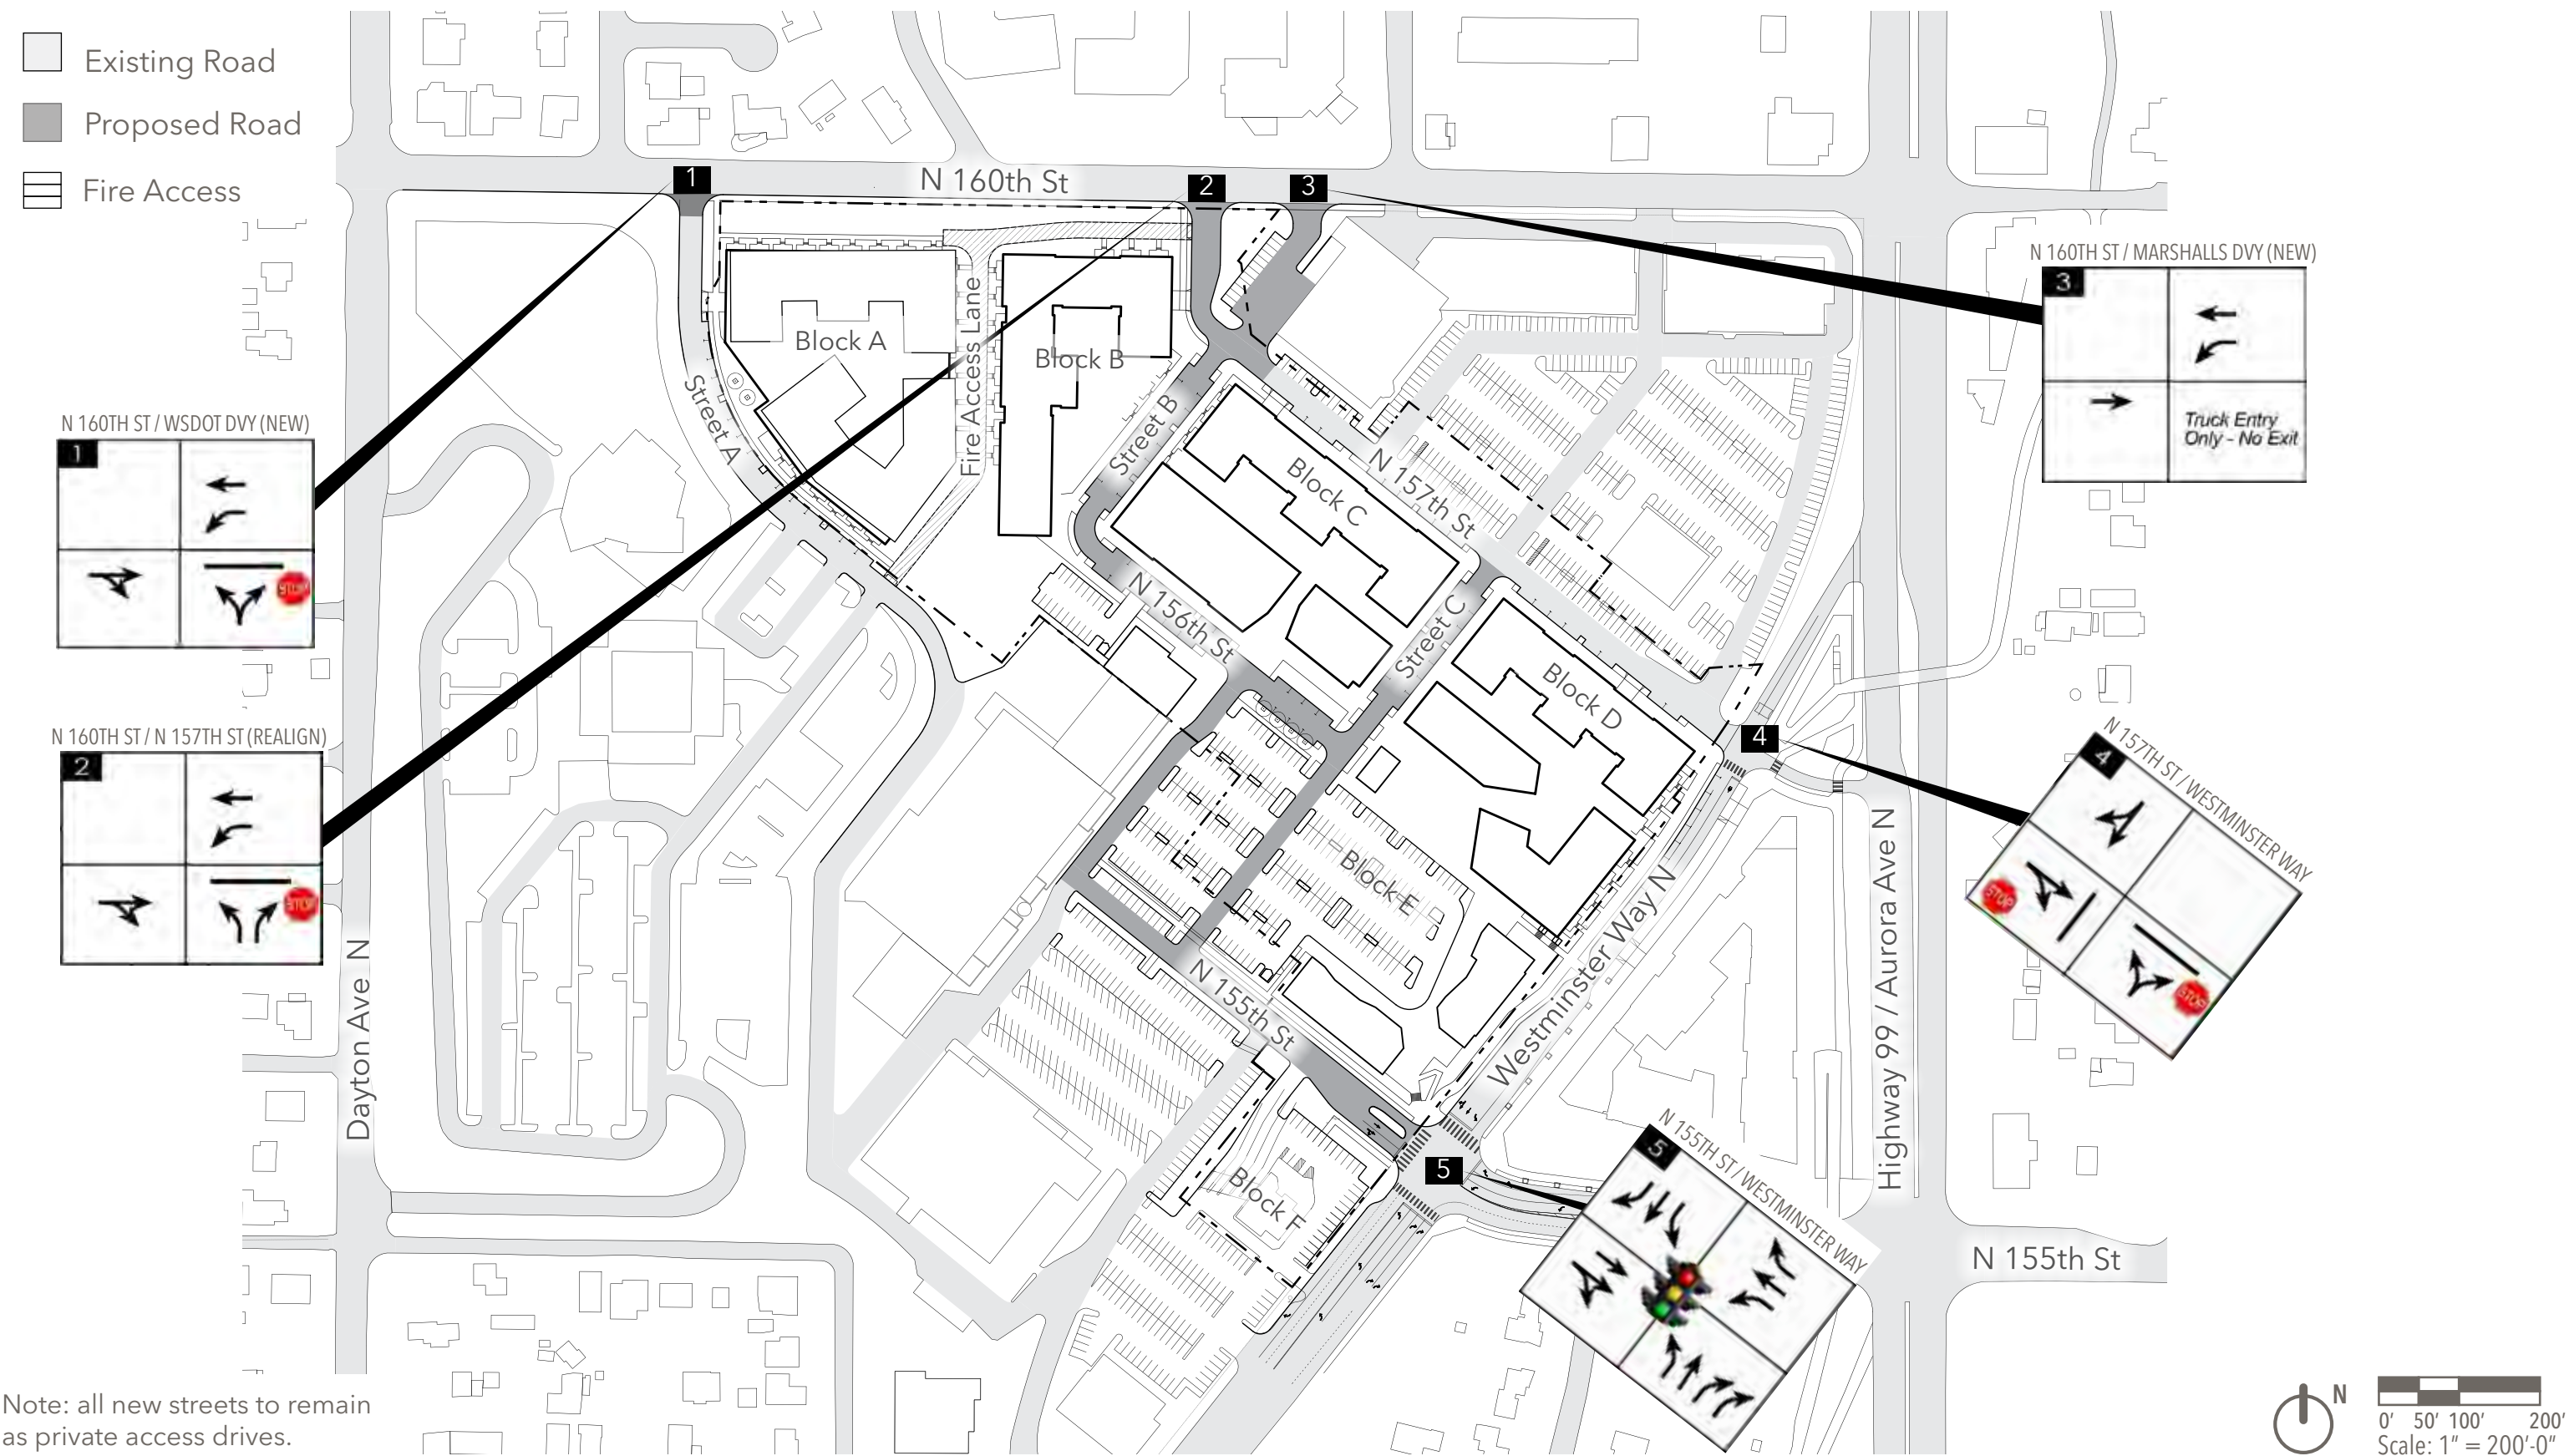 Existing Road
Proposed Road
Fire Access
1
N 160th St
2
3
N 160TH ST / MARSHALLS DVY (NEW)
3
Truck Entry
Only - No Exit
Fire Access Lane
Block A
Block B
Street A
Street B
N 160TH ST / WSDOT DVY (NEW)
1
STOP
Block C
N 157th St
N 156th St
Street C
Block D
N 160TH ST / N 157TH ST (REALIGN)
2
STOP
4
N 157TH ST / WESTMINSTER WAY
4
STOP
STOP
Block E
Westminster Way N
Highway 99 / Aurora Ave N
Dayton Ave N
N 155th St
5
N 155TH ST / WESTMINSTER WAY
5
Block F
N 155th St
Note: all new streets to remain
as private access drives.
N
0' 50' 100' 200'
Scale: 1" = 200'-0"